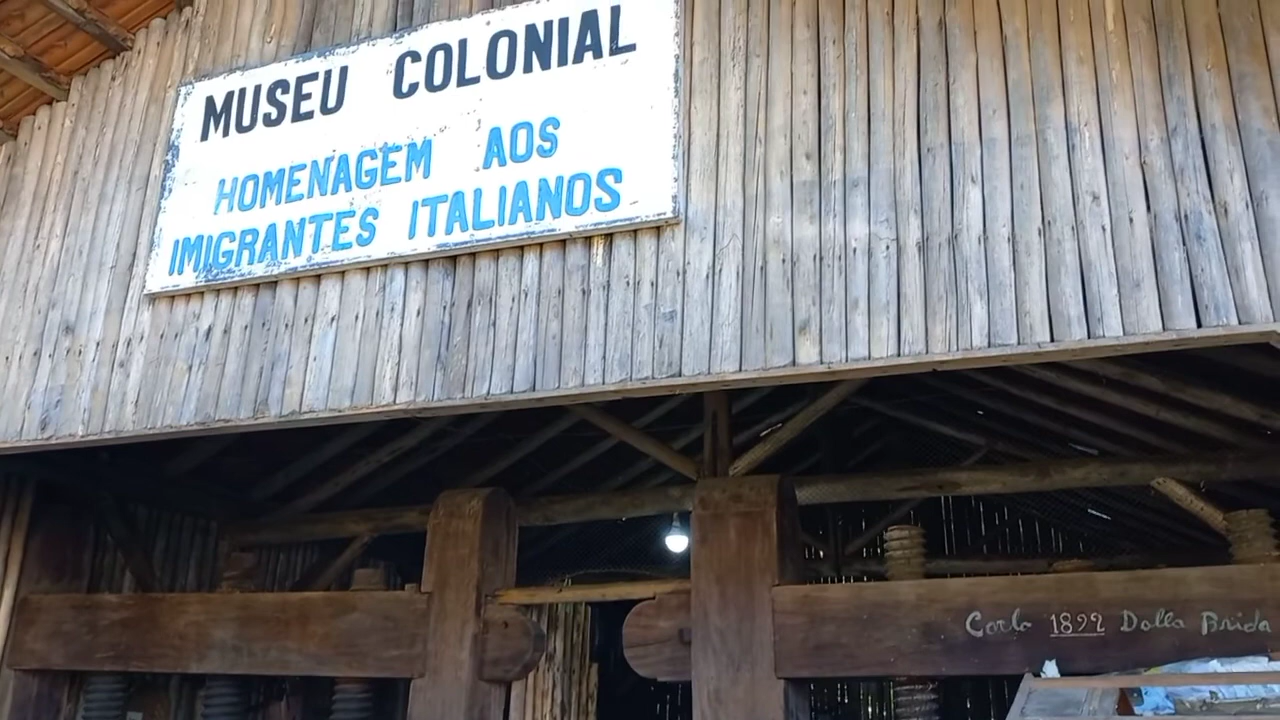 MUSEU COLONIAL
HOMENAGEM AOS
IMIGRANTES ITALIANOS
Carlo 1892 Dalla Brida